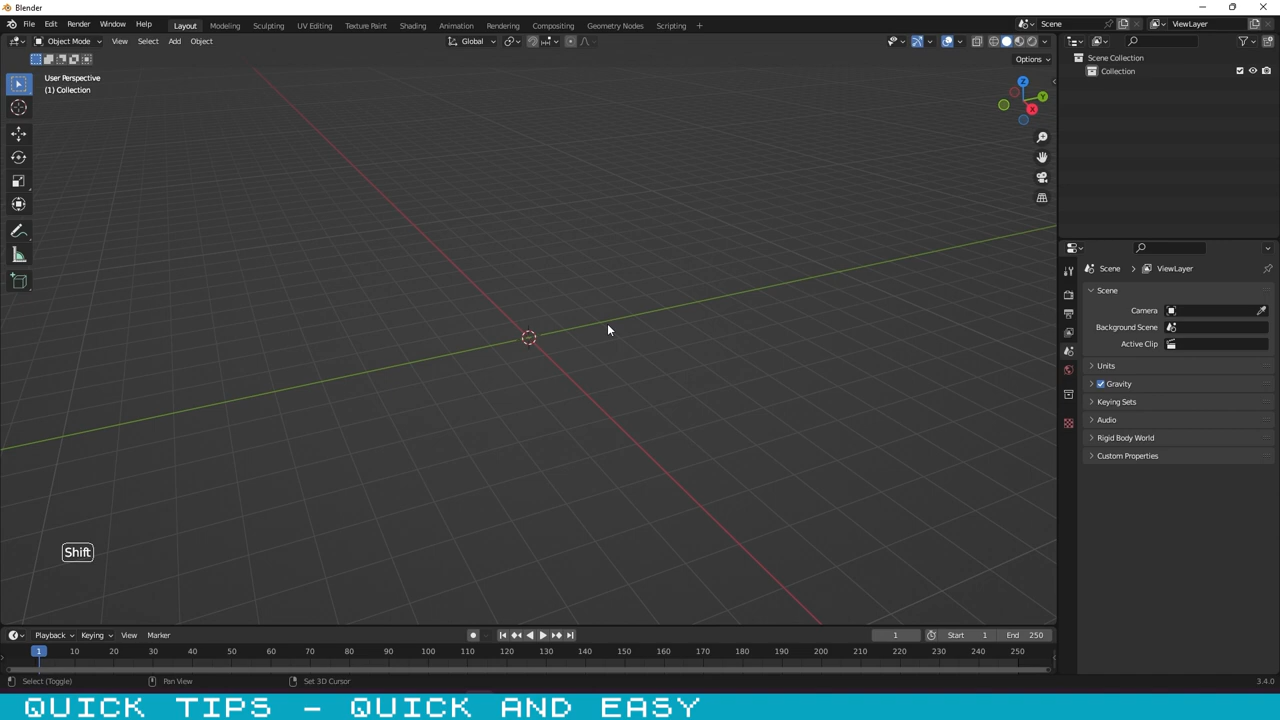 Blender
File Edit Render Window Help Layout Modeling Sculpting UV Editing Texture Paint Shading Animation Rendering Compositing Geometry Nodes Scripting + Scene ViewLayer
Object Mode View Select Add Object Global
Options
User Perspective
(1) Collection
Z
Y
X
Scene Collection
Collection
Scene > ViewLayer
Scene
Camera
Background Scene
Active Clip
Units
Gravity
Keying Sets
Audio
Rigid Body World
Custom Properties
Shift
Playback Keying View Marker 1 Start 1 End 250
1 10 20 30 40 50 60 70 80 90 100 110 120 130 140 150 160 170 180 190 200 210 220 230 240 250
Select (Toggle) Pan View Set 3D Cursor 3.4.0
QUICK TIPS - QUICK AND EASY